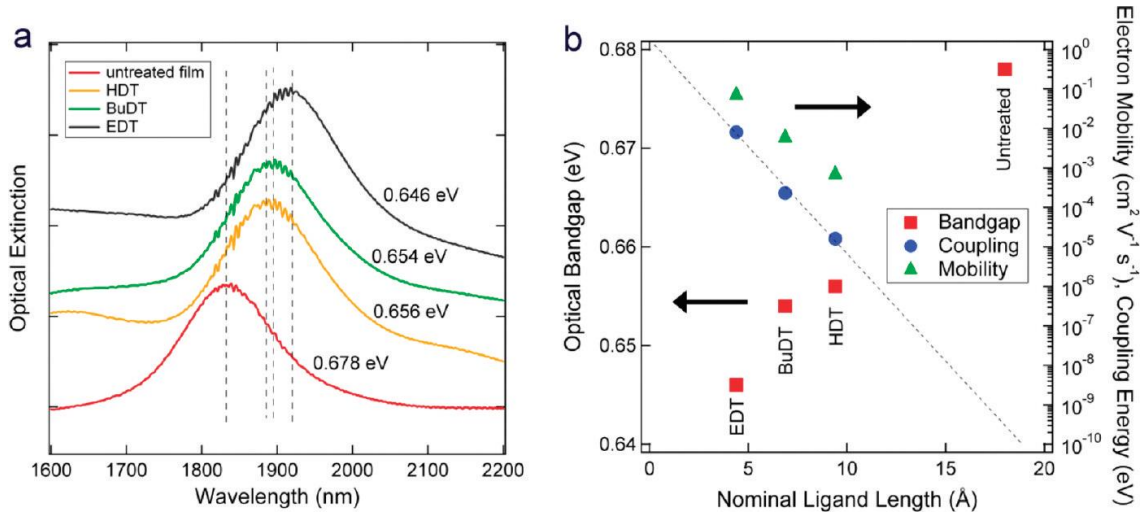 a
untreated film
HDT
BuDT
EDT
0.646 eV
0.654 eV
0.656 eV
0.678 eV
Optical Extinction
1600 1700 1800 1900 2000 2100 2200
Wavelength (nm)
b
0.68
0.67
0.66
0.65
0.64
Optical Bandgap (eV)
Untreated
Bandgap
Coupling
Mobility
HDT
BuDT
EDT
0 5 10 15 20
Nominal Ligand Length (Å)
10⁰
10⁻¹
10⁻²
10⁻³
10⁻⁴
10⁻⁵
10⁻⁶
10⁻⁷
10⁻⁸
10⁻⁹
10⁻¹⁰
Electron Mobility (cm² V⁻¹ s⁻¹), Coupling Energy (eV)